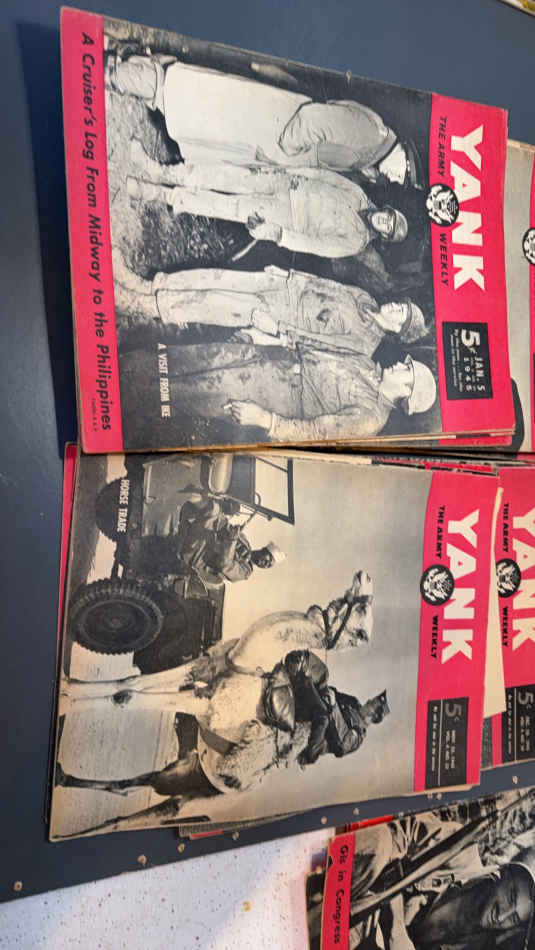 YANK
THE ARMY WEEKLY
5¢ JAN. 5
1945
A VISIT FROM IKE
A Cruiser's Log From Midway to the Philippines
YANK
THE ARMY WEEKLY
5¢
HORSE TRADE
YANK
THE ARMY WEEKLY
5¢
GIs in Congress